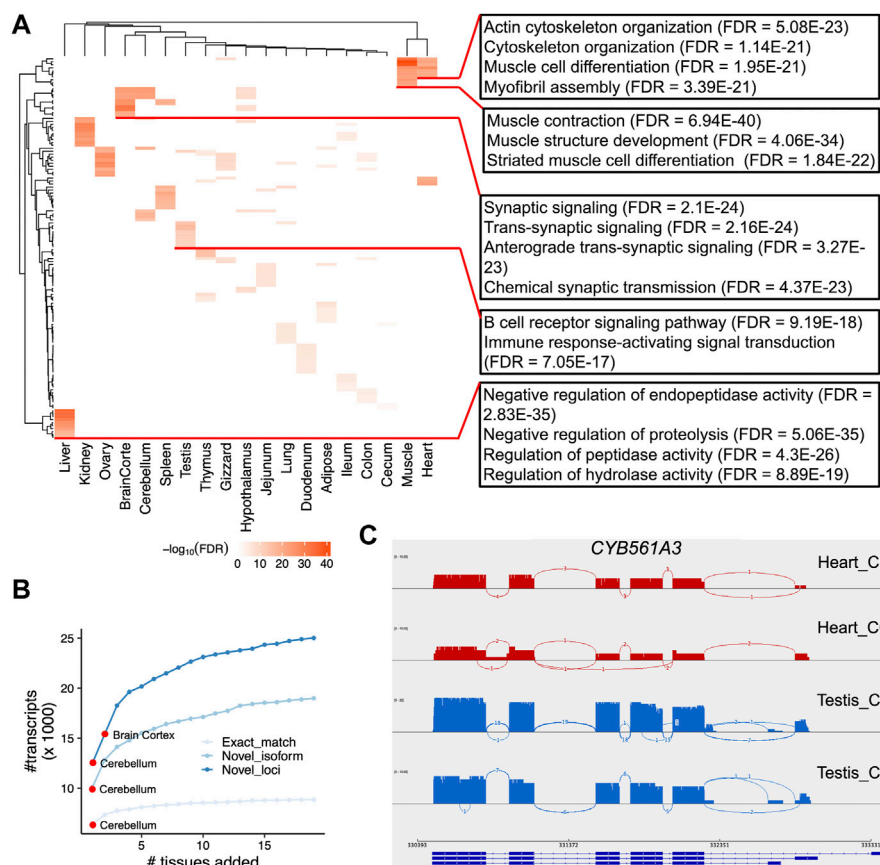 A
Actin cytoskeleton organization (FDR = 5.08E-23)
Cytoskeleton organization (FDR = 1.14E-21)
Muscle cell differentiation (FDR = 1.95E-21)
Myofibril assembly (FDR = 3.39E-21)
Muscle contraction (FDR = 6.94E-40)
Muscle structure development (FDR = 4.06E-34)
Striated muscle cell differentiation (FDR = 1.84E-22)
Synaptic signaling (FDR = 2.1E-24)
Trans-synaptic signaling (FDR = 2.16E-24)
Anterograde trans-synaptic signaling (FDR = 3.27E-
23)
Chemical synaptic transmission (FDR = 4.37E-23)
B cell receptor signaling pathway (FDR = 9.19E-18)
Immune response-activating signal transduction
(FDR = 7.05E-17)
Negative regulation of endopeptidase activity (FDR =
2.83E-35)
Negative regulation of proteolysis (FDR = 5.06E-35)
Regulation of peptidase activity (FDR = 4.3E-26)
Regulation of hydrolase activity (FDR = 8.89E-19)
Liver
Kidney
Ovary
BrainCorte
Cerebellum
Spleen
Testis
Thymus
Gizzard
Hypothalamus
Jejunum
Lung
Duodenum
Adipose
Ileum
Colon
Cecum
Muscle
Heart
−log10(FDR)
0 10 20 30 40
B
#transcripts
(x 1000)
25
20
15
10
Brain Cortex
Cerebellum
Cerebellum
Cerebellum
Exact_match
Novel_isoform
Novel_loci
5 10 15
# tissues added
C
CYB561A3
Heart_C
Heart_C
Testis_C
Testis_C
330393 331372 332351 333331